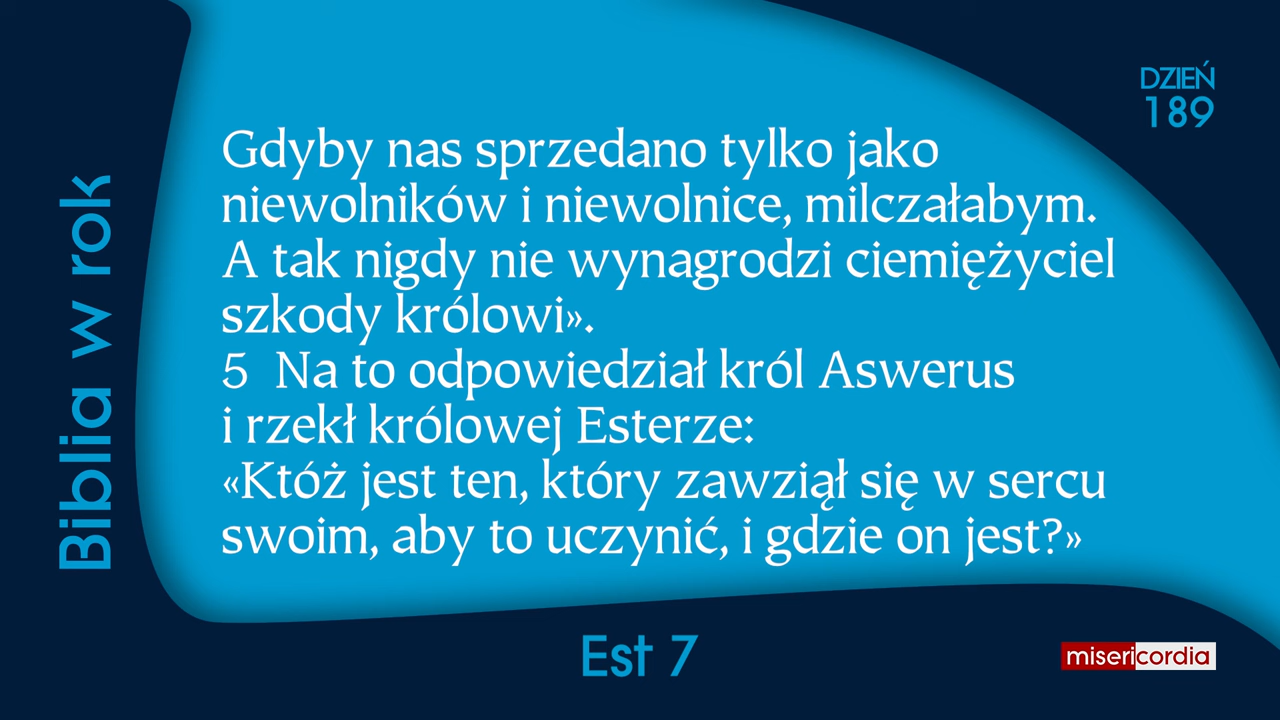 DZIEŃ
189
Biblia w rok
Gdyby nas sprzedano tylko jako
niewolników i niewolnice, milczałabym.
A tak nigdy nie wynagrodzi ciemiężyciel
szkody królowi».
5 Na to odpowiedział król Aswerus
i rzekł królowej Esterze:
«Któż jest ten, który zawziął się w sercu
swoim, aby to uczynić, i gdzie on jest?»
Est 7
misericordia